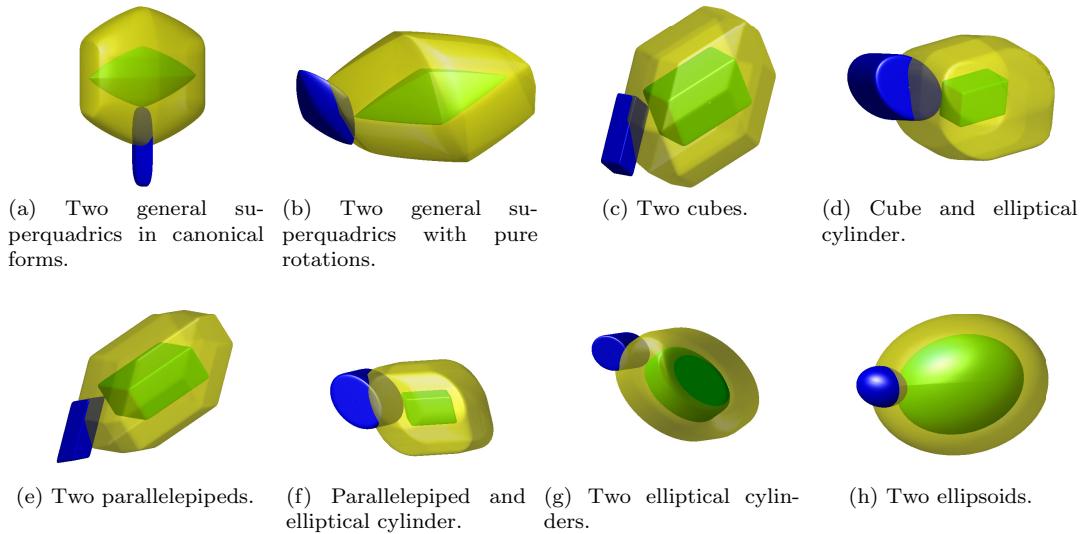 (a) Two general su-
perquadrics in canonical
forms.
(b) Two general su-
perquadrics with pure
rotations.
(c) Two cubes.
(d) Cube and elliptical
cylinder.
(e) Two parallelepipeds.
(f) Parallelepiped and
elliptical cylinder.
(g) Two elliptical cylin-
ders.
(h) Two ellipsoids.